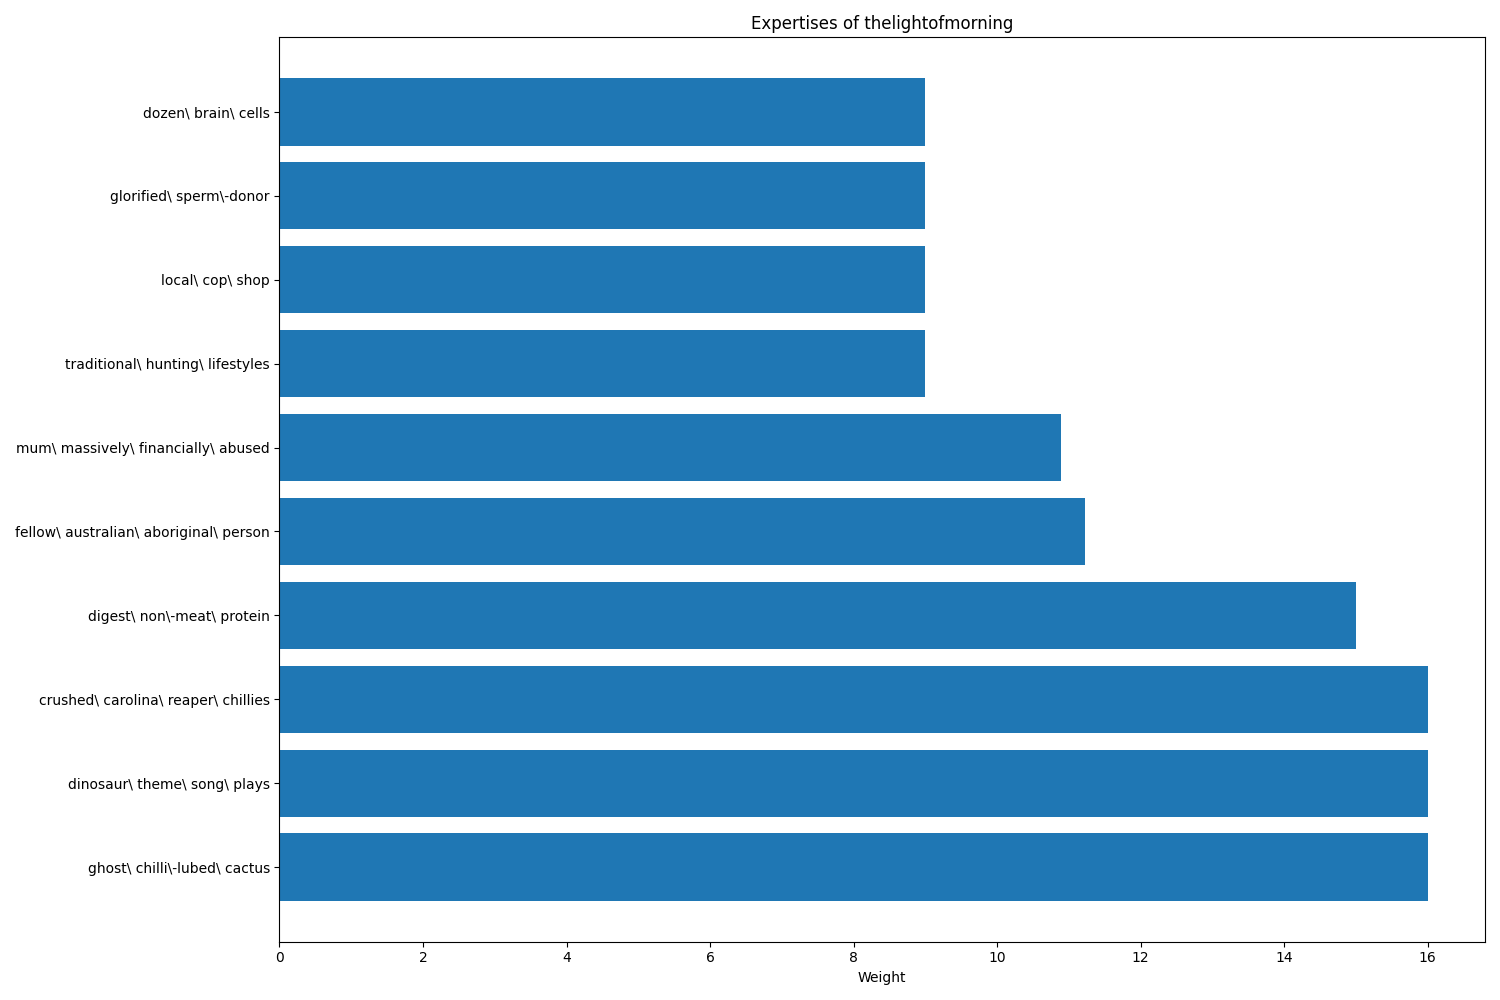 Expertises of thelightofmorning
dozen\ brain\ cells
glorified\ sperm\-donor
local\ cop\ shop
traditional\ hunting\ lifestyles
mum\ massively\ financially\ abused
fellow\ australian\ aboriginal\ person
digest\ non\-meat\ protein
crushed\ carolina\ reaper\ chillies
dinosaur\ theme\ song\ plays
ghost\ chilli\-lubed\ cactus
0 2 4 6 8 10 12 14 16
Weight